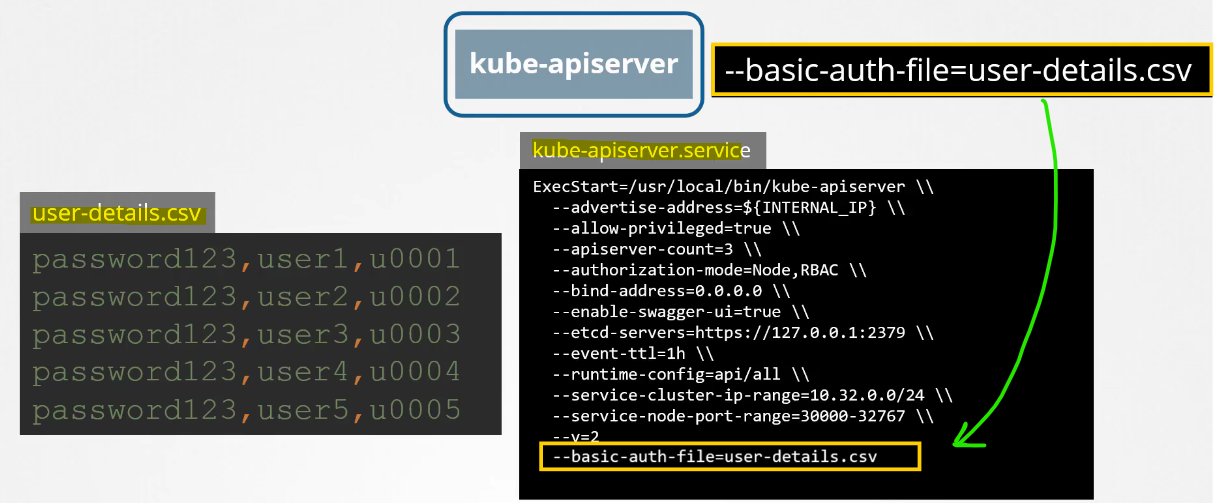 kube-apiserver
--basic-auth-file=user-details.csv
kube-apiserver.service
ExecStart=/usr/local/bin/kube-apiserver \\
--advertise-address=${INTERNAL_IP} \\
--allow-privileged=true \\
--apiserver-count=3 \\
--authorization-mode=Node,RBAC \\
--bind-address=0.0.0.0 \\
--enable-swagger-ui=true \\
--etcd-servers=https://127.0.0.1:2379 \\
--event-ttl=1h \\
--runtime-config=api/all \\
--service-cluster-ip-range=10.32.0.0/24 \\
--service-node-port-range=30000-32767 \\
--v=2
--basic-auth-file=user-details.csv
user-details.csv
password123,user1,u0001
password123,user2,u0002
password123,user3,u0003
password123,user4,u0004
password123,user5,u0005